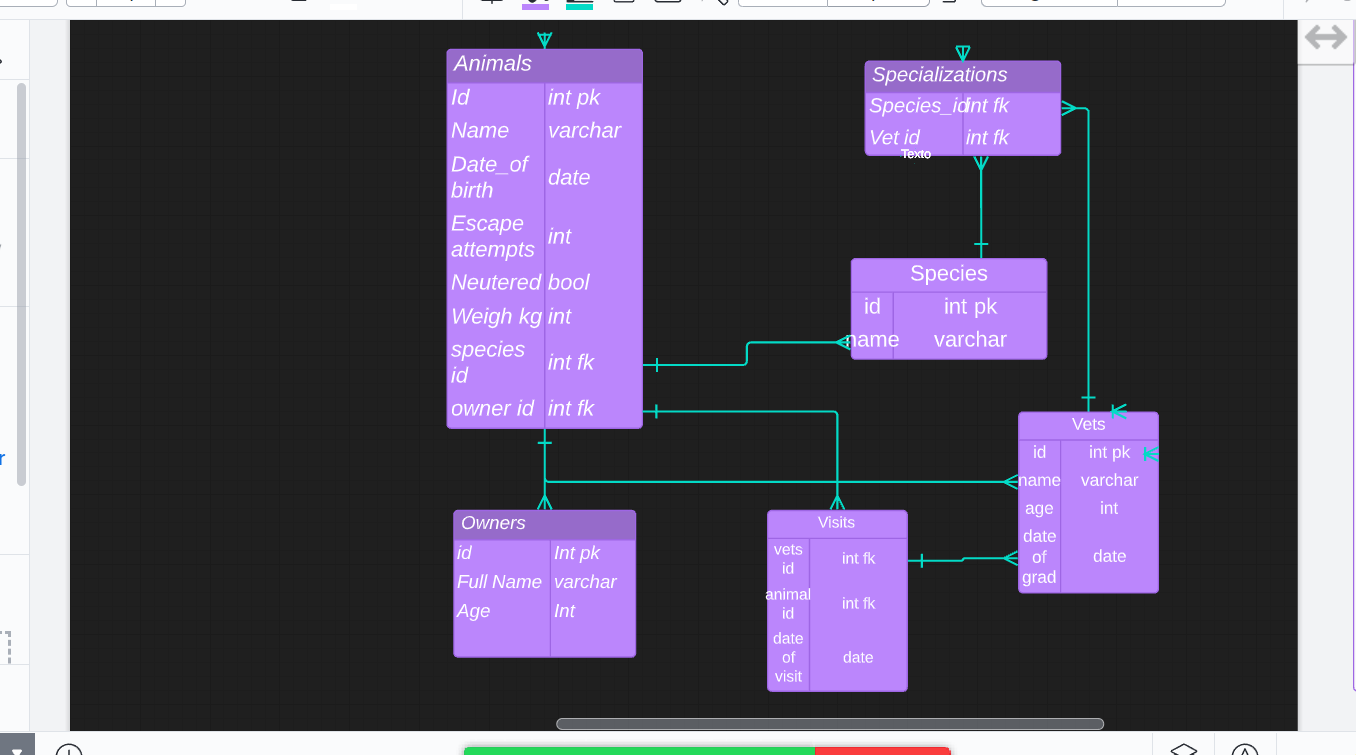 Animals
Id int pk
Name varchar
Date_of
birth date
Escape
attempts int
Neutered bool
Weigh kg int
species
id int fk
owner id int fk
Specializations
Species_id int fk
Vet id int fk
Texto
Species
id int pk
name varchar
Vets
id int pk
name varchar
age int
date
of
grad date
Owners
id Int pk
Full Name varchar
Age Int
Visits
vets
id int fk
animal
id int fk
date
of
visit date